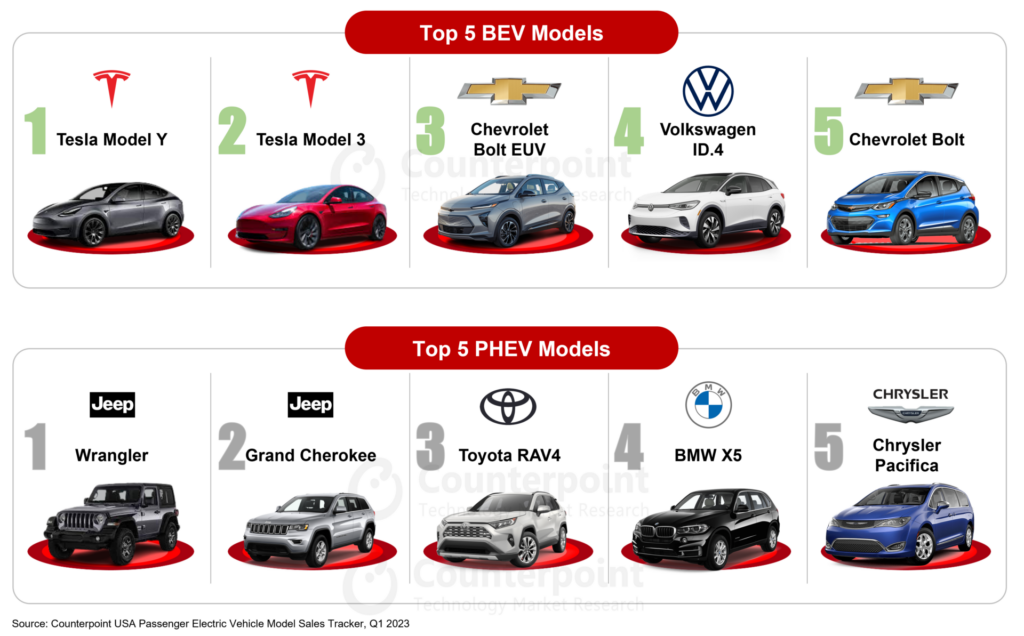 Top 5 BEV Models
1
Tesla Model Y
2
Tesla Model 3
3
Chevrolet
Bolt EUV
4
Volkswagen
ID.4
5
Chevrolet Bolt
Counterpoint
Technology Market Research
Top 5 PHEV Models
Jeep
1
Wrangler
Jeep
2
Grand Cherokee
3
Toyota RAV4
BMW
4
BMW X5
CHRYSLER
5
Chrysler
Pacifica
Counterpoint
Technology Market Research
Counterpoint
Technology Market Research
Source: Counterpoint USA Passenger Electric Vehicle Model Sales Tracker, Q1 2023